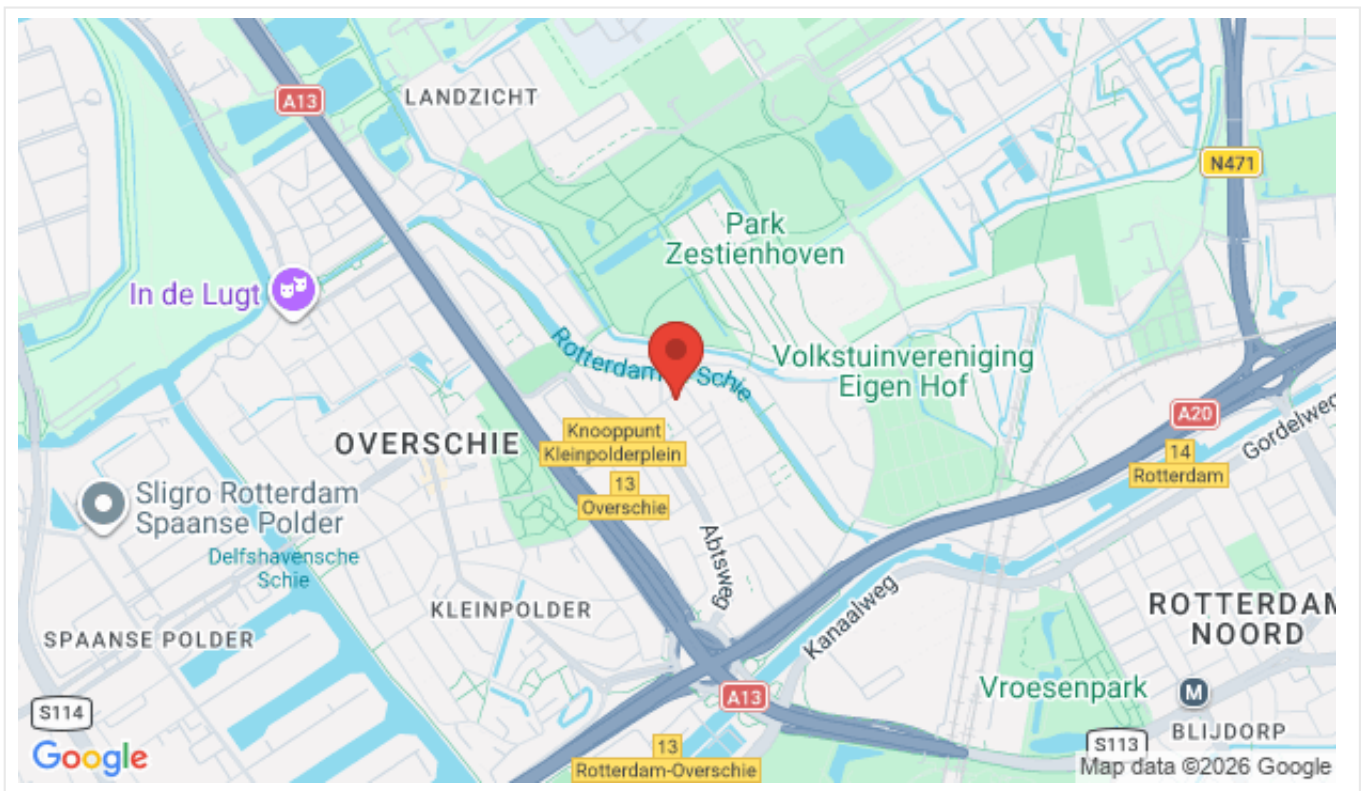 A13
LANDZICHT
N471
Park
Zestienhoven
In de Lugt
Rotterdam
Schie
Volkstuinvereniging
Eigen Hof
A20
Gordelweg
Knooppunt
Kleinpolderplein
OVERSCHIE
14
Rotterdam
13
Overschie
Sligro Rotterdam
Spaanse Polder
Delfshavensche
Schie
Abtsweg
KLEINPOLDER
Kanaalweg
ROTTERDAM
NOORD
SPAANSE POLDER
Vroesenpark
M
A13
S114
BLIJDORP
S113
Google
13
Rotterdam-Overschie
Map data ©2026 Google